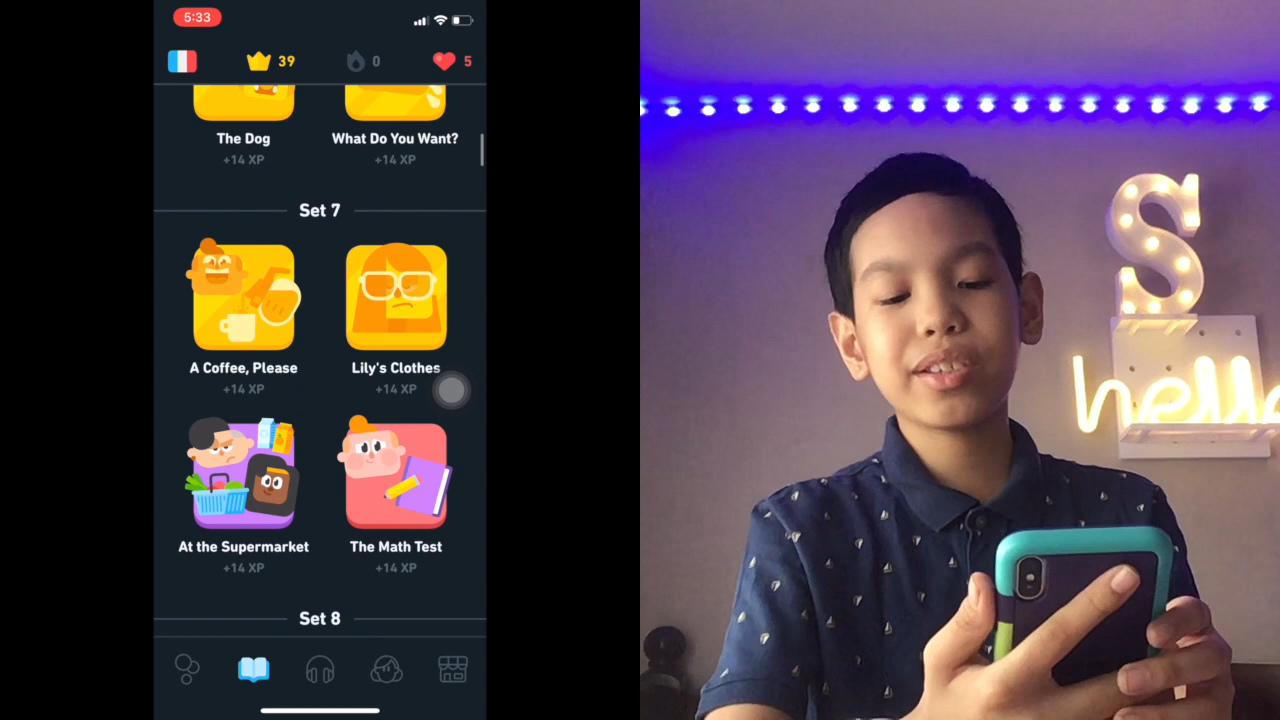 5:33
39 0 5
The Dog What Do You Want?
+14 XP +14 XP
Set 7
A Coffee, Please Lily's Clothes
+14 XP +14 XP
At the Supermarket The Math Test
+14 XP +14 XP
Set 8
S
hello